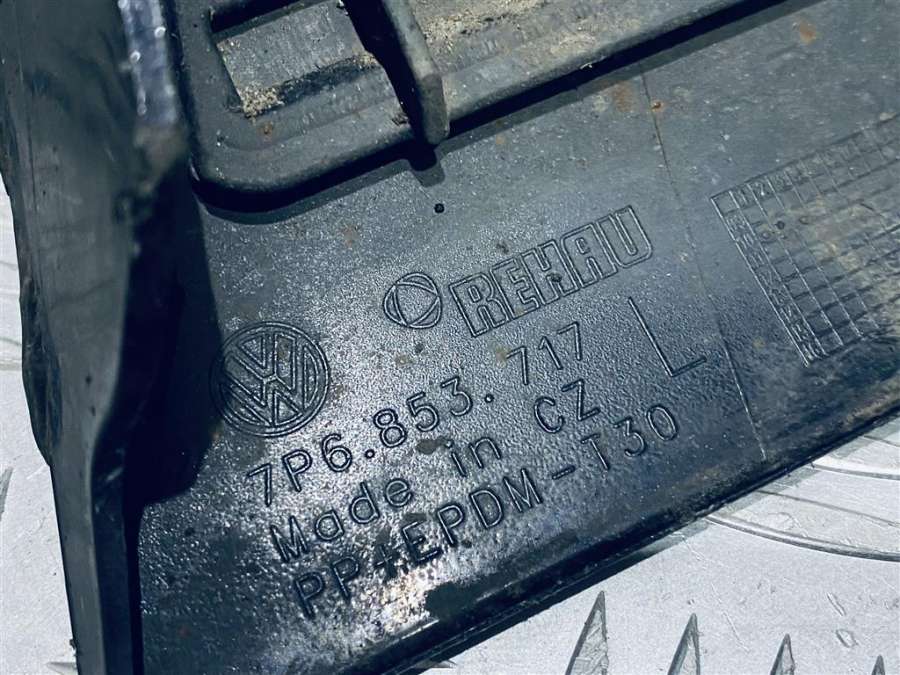 REHAU
7P6.853.717 L
Made in CZ
PP+EPDM-T30